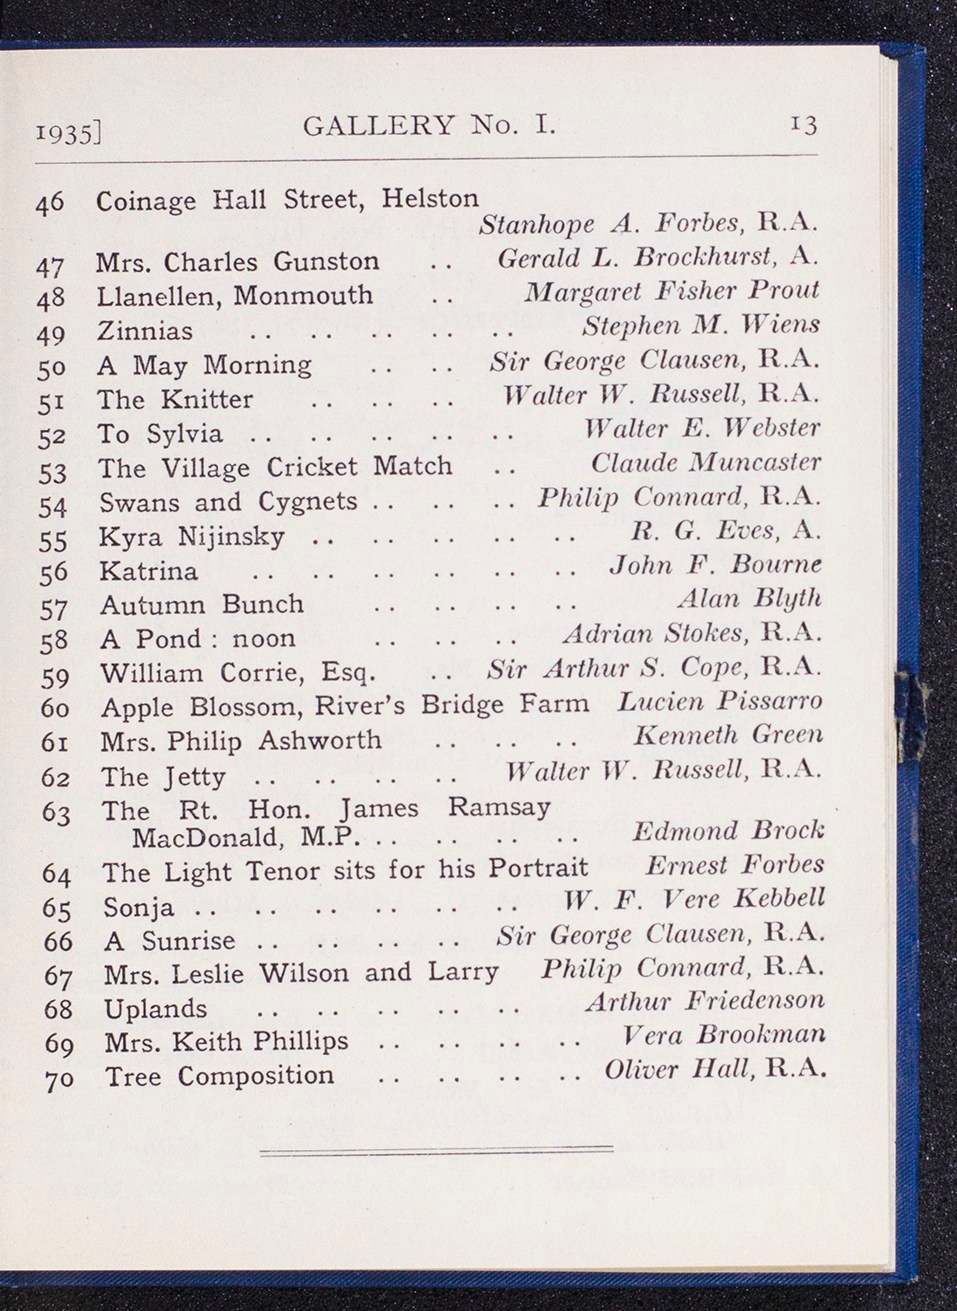 1935] GALLERY No. I. 13
46 Coinage Hall Street, Helston
Stanhope A. Forbes, R.A.
47 Mrs. Charles Gunston .. Gerald L. Brockhurst, A.
48 Llanellen, Monmouth .. Margaret Fisher Prout
49 Zinnias .. .. .. .. .. Stephen M. Wiens
50 A May Morning .. .. Sir George Clausen, R.A.
51 The Knitter .. .. .. Walter W. Russell, R.A.
52 To Sylvia .. .. .. .. .. Walter E. Webster
53 The Village Cricket Match .. Claude Muncaster
54 Swans and Cygnets .. .. .. Philip Connard, R.A.
55 Kyra Nijinsky .. .. .. .. .. R. G. Eves, A.
56 Katrina .. .. .. .. .. .. John F. Bourne
57 Autumn Bunch .. .. .. .. Alan Blyth
58 A Pond : noon .. .. .. Adrian Stokes, R.A.
59 William Corrie, Esq. .. Sir Arthur S. Cope, R.A.
60 Apple Blossom, River's Bridge Farm Lucien Pissarro
61 Mrs. Philip Ashworth .. .. .. Kenneth Green
62 The Jetty .. .. .. .. Walter W. Russell, R.A.
63 The Rt. Hon. James Ramsay
MacDonald, M.P. .. .. .. .. Edmond Brock
64 The Light Tenor sits for his Portrait Ernest Forbes
65 Sonja .. .. .. .. .. .. W. F. Vere Kebbell
66 A Sunrise .. .. .. .. Sir George Clausen, R.A.
67 Mrs. Leslie Wilson and Larry Philip Connard, R.A.
68 Uplands .. .. .. .. .. Arthur Friedenson
69 Mrs. Keith Phillips .. .. .. .. Vera Brookman
70 Tree Composition .. .. .. .. Oliver Hall, R.A.